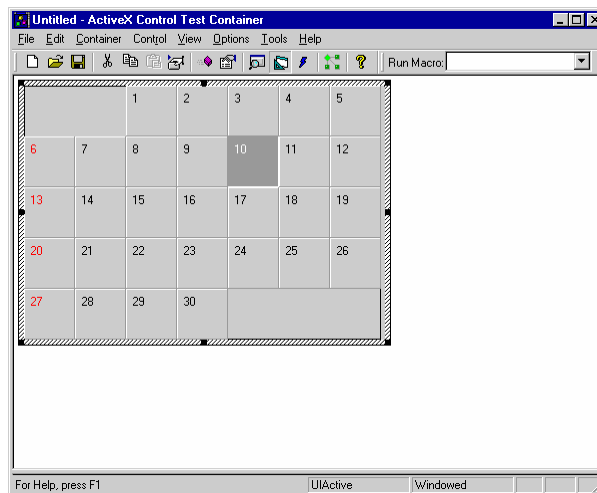 Untitled - ActiveX Control Test Container
File Edit Container Control View Options Tools Help
Run Macro:
1 2 3 4 5
6 7 8 9 10 11 12
13 14 15 16 17 18 19
20 21 22 23 24 25 26
27 28 29 30
For Help, press F1 UIActive Windowed